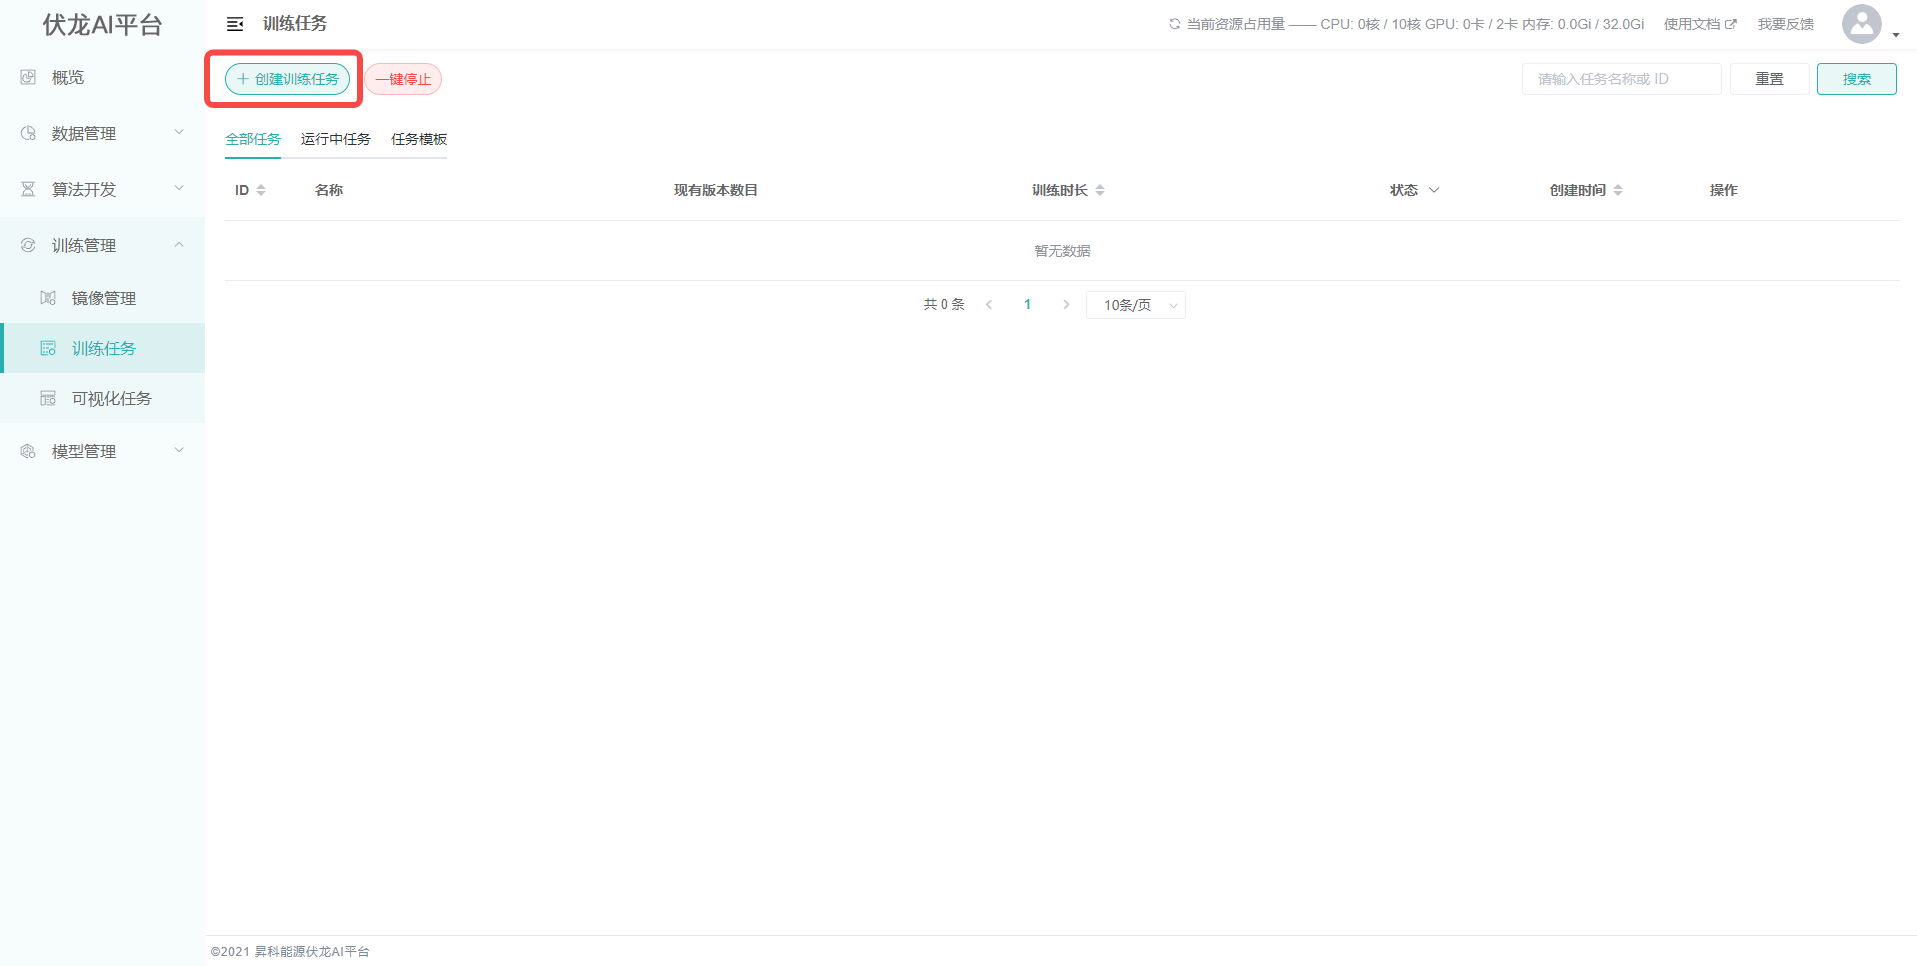 伏龙AI平台
训练任务
当前资源占用量 —— CPU: 0核 / 10核 GPU: 0卡 / 2卡 内存: 0.0Gi / 32.0Gi
使用文档
我要反馈
概览
数据管理
算法开发
训练管理
镜像管理
训练任务
可视化任务
模型管理
+ 创建训练任务
一键停止
请输入任务名称或 ID
重置
搜索
全部任务 运行中任务 任务模板
ID 名称 现有版本数目 训练时长 状态 创建时间 操作
暂无数据
共 0 条 < 1 > 10条/页
©2021 昇科能源伏龙AI平台